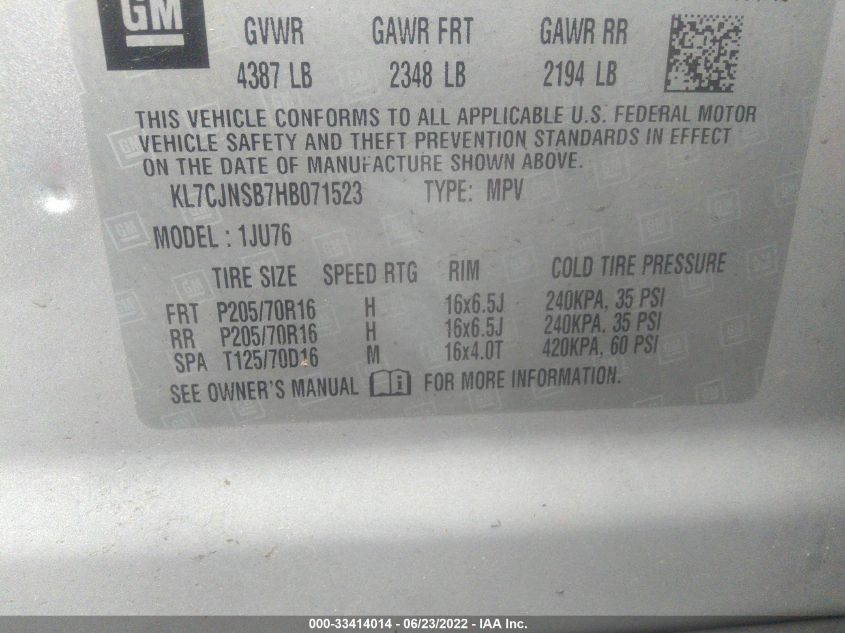 GM
GVWR GAWR FRT GAWR RR
4387 LB 2348 LB 2194 LB
THIS VEHICLE CONFORMS TO ALL APPLICABLE U.S. FEDERAL MOTOR
VEHICLE SAFETY AND THEFT PREVENTION STANDARDS IN EFFECT
ON THE DATE OF MANUFACTURE SHOWN ABOVE.
KL7CJNSB7HB071523 TYPE: MPV
MODEL : 1JU76
TIRE SIZE SPEED RTG RIM COLD TIRE PRESSURE
FRT P205/70R16 H 16x6.5J 240KPA, 35 PSI
RR P205/70R16 H 16x6.5J 240KPA, 35 PSI
SPA T125/70D16 M 16x4.0T 420KPA, 60 PSI
SEE OWNER'S MANUAL FOR MORE INFORMATION.
000-33414014 - 06/23/2022 - IAA Inc.